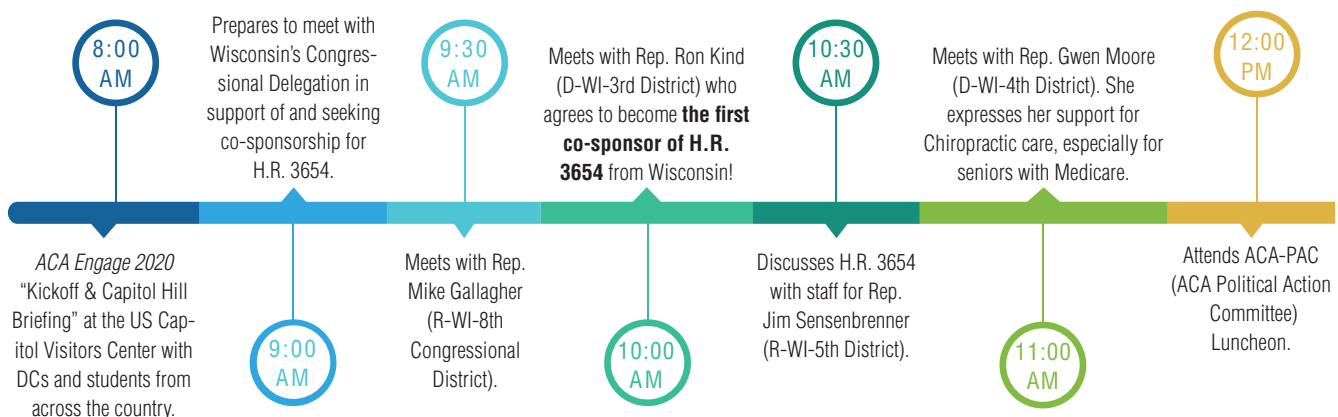 8:00
AM
ACA Engage 2020
“Kickoff & Capitol Hill
Briefing” at the US Cap-
itol Visitors Center with
DCs and students from
across the country.
Prepares to meet with
Wisconsin’s Congres-
sional Delegation in
support of and seeking
co-sponsorship for
H.R. 3654.
9:00
AM
9:30
AM
Meets with Rep.
Mike Gallagher
(R-WI-8th
Congressional
District).
Meets with Rep. Ron Kind
(D-WI-3rd District) who
agrees to become the first
co-sponsor of H.R.
3654 from Wisconsin!
10:00
AM
10:30
AM
Discusses H.R. 3654
with staff for Rep.
Jim Sensenbrenner
(R-WI-5th District).
Meets with Rep. Gwen Moore
(D-WI-4th District). She
expresses her support for
Chiropractic care, especially for
seniors with Medicare.
11:00
AM
12:00
PM
Attends ACA-PAC
(ACA Political Action
Committee)
Luncheon.